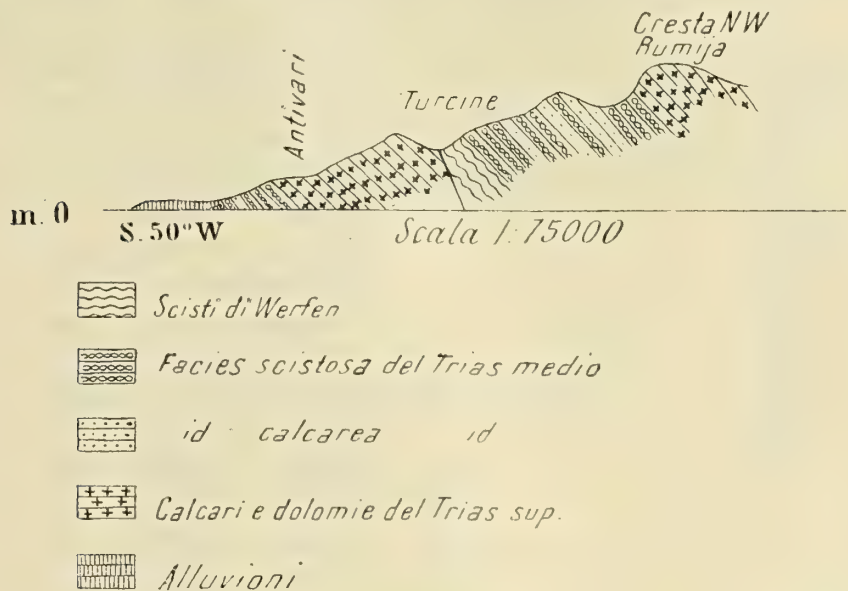 Cresta NW
Rumija
Turcine
Antivari
m. 0
S. 50° W
Scala 1:75000
Scisti di Werfen
Facies scistosa del Trias medio
id - calcarea id
Calcari e dolomie del Trias sup.
Alluvioni